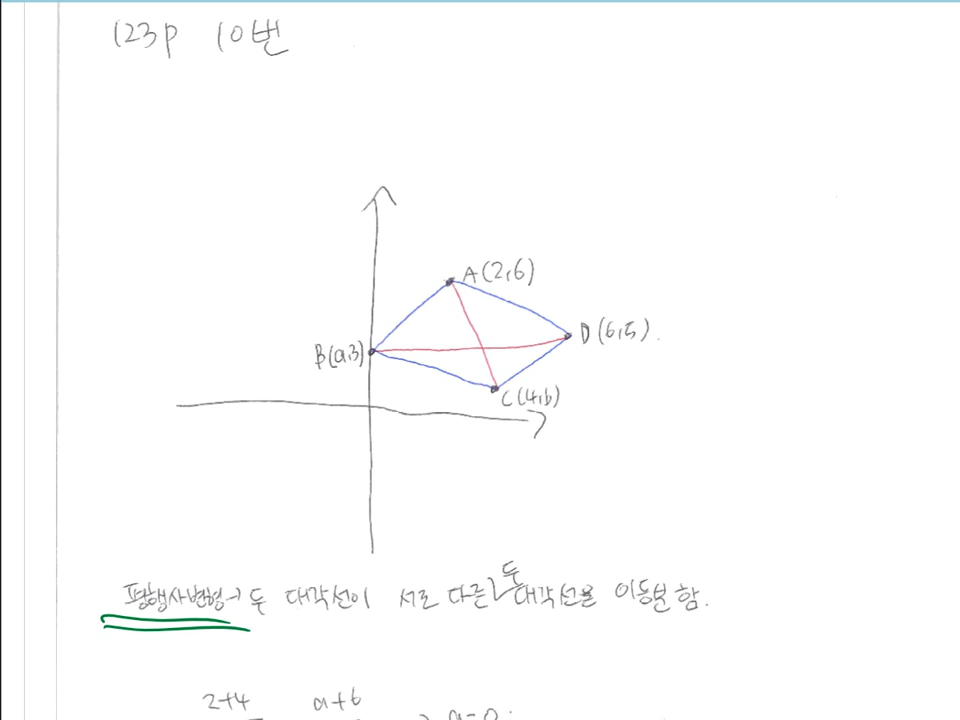 123p 10번
A(2,6)
D(6,5).
B(a,3)
C(4,b)
두
평행사변형→ 두 대각선이 서로 다른 대각선을 이등분 함.
2+4 a+6
a=0.